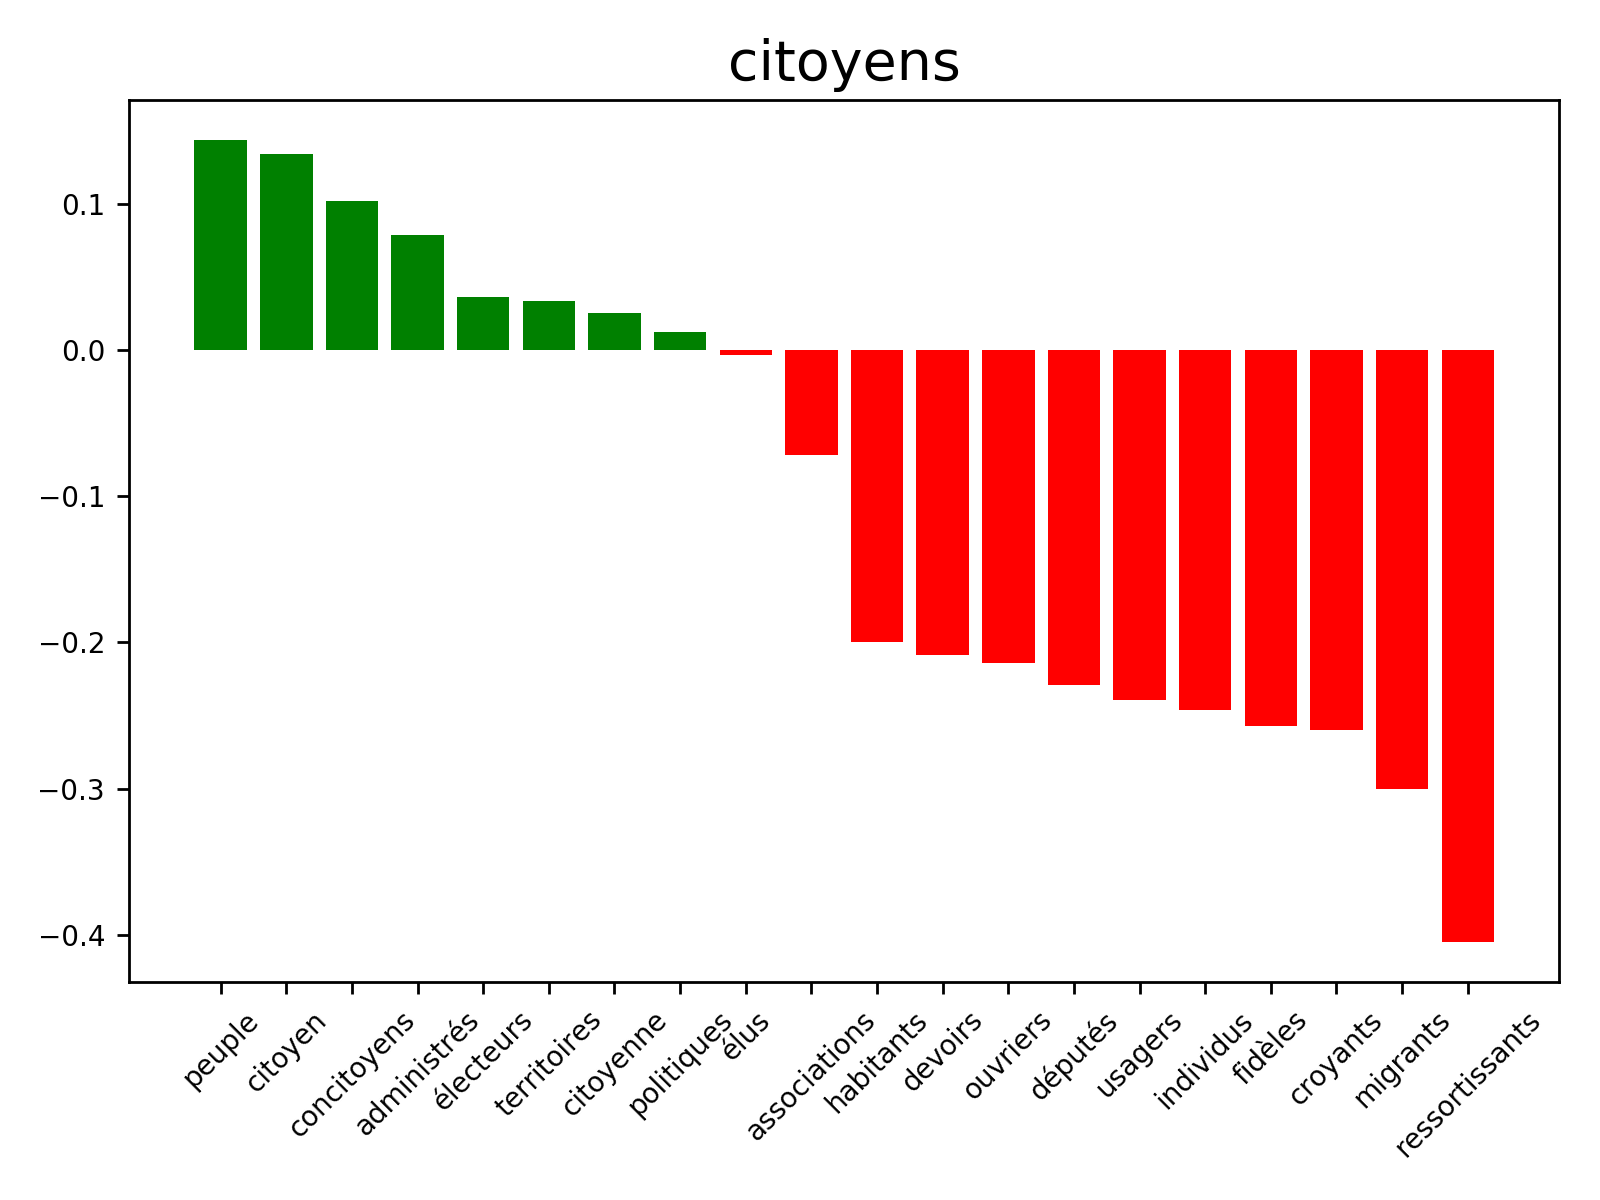 citoyens
0.1
0.0
−0.1
−0.2
−0.3
−0.4
peuple
citoyen
concitoyens
administrés
électeurs
territoires
citoyenne
politiques
élus
associations
habitants
devoirs
ouvriers
députés
usagers
individus
fidèles
croyants
migrants
ressortissants